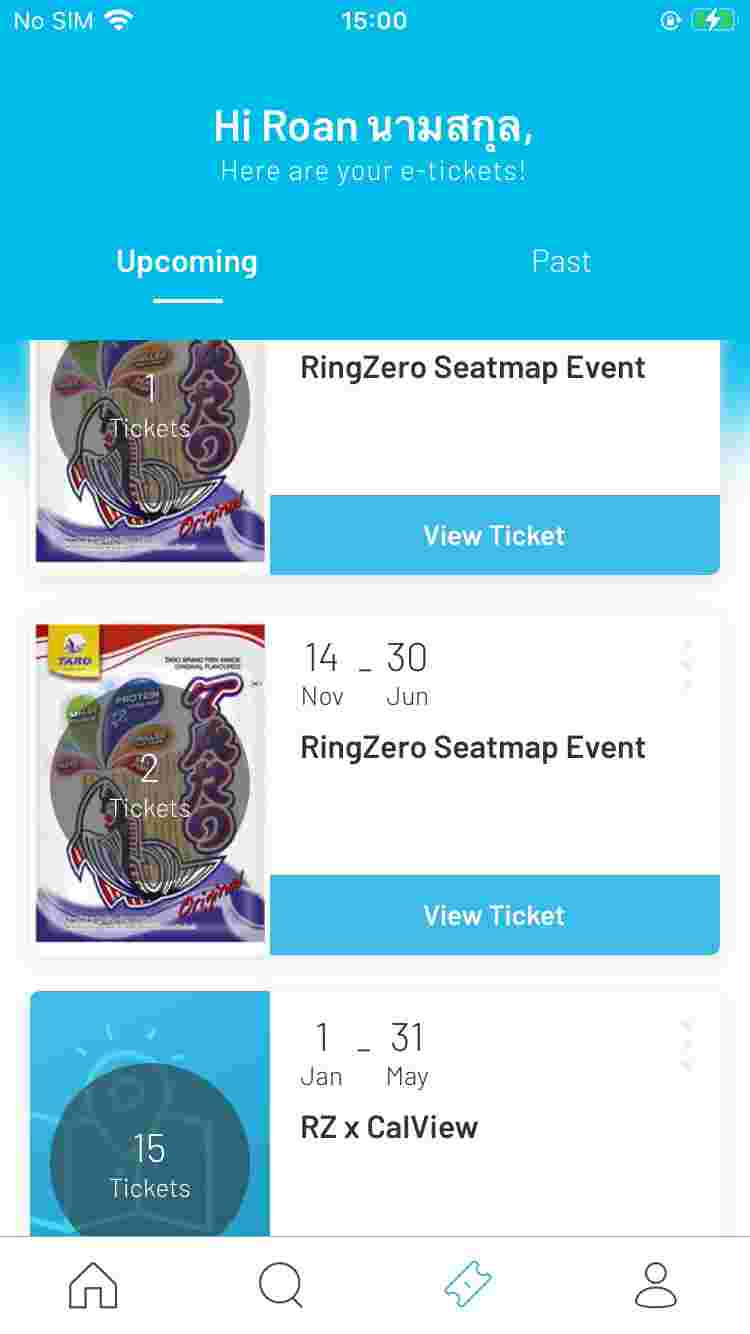 No SIM 15:00
Hi Roan นามสกุล,
Here are your e-tickets!
Upcoming Past
RingZero Seatmap Event
1
Tickets
TARO
Original
View Ticket
TARO
TARO BRAND FISH SNACK
ORIGINAL FLAVOURED
PROTEIN
14 – 30
Nov Jun
RingZero Seatmap Event
2
Tickets
TARO
Original
View Ticket
1 – 31
Jan May
RZ x CalView
15
Tickets